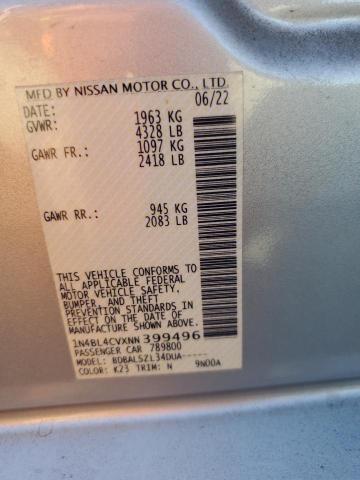 MFD BY NISSAN MOTOR CO., LTD.
DATE: 06/22
GVWR: 1963 KG
4328 LB
GAWR FR.: 1097 KG
2418 LB
GAWR RR.: 945 KG
2083 LB
THIS VEHICLE CONFORMS TO
ALL APPLICABLE FEDERAL
MOTOR VEHICLE SAFETY,
BUMPER, AND THEFT
PREVENTION STANDARDS IN
EFFECT ON THE DATE OF
MANUFACTURE SHOWN ABOVE.
1N4BL4CVXNN399496
PASSENGER CAR 789800
MODEL: BDBALSZL34DUA-----
COLOR: K23 TRIM: N 9N00A